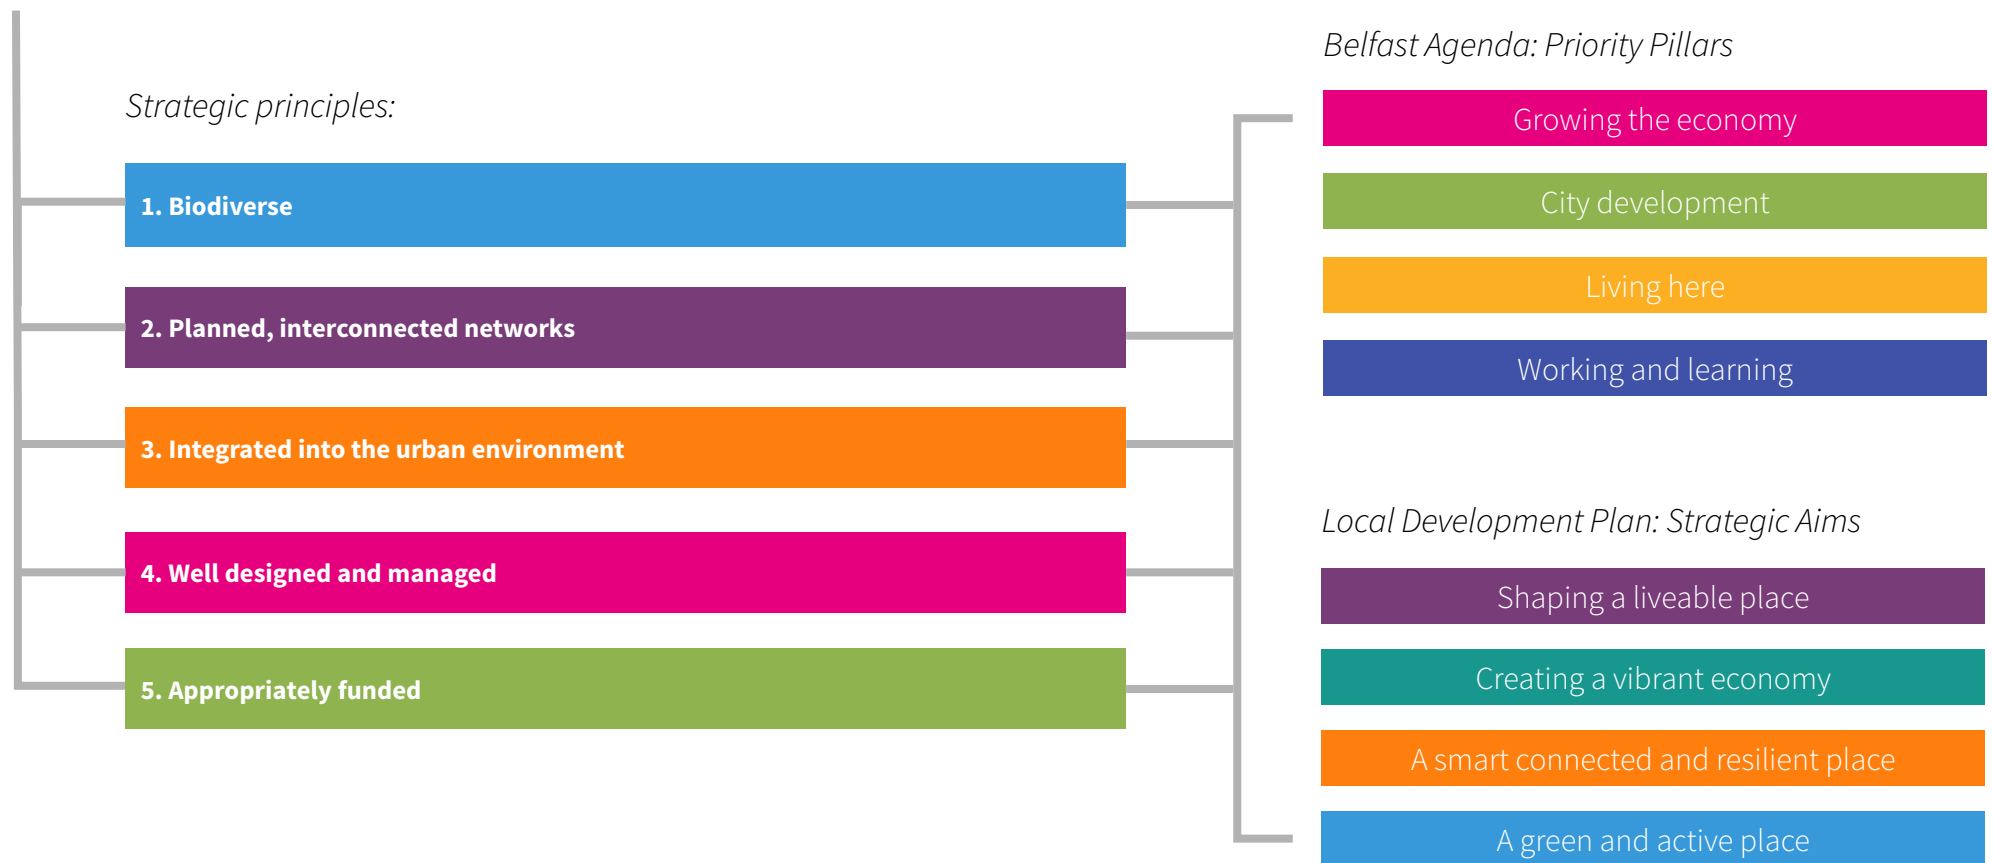 Strategic principles:
1. Biodiverse
2. Planned, interconnected networks
3. Integrated into the urban environment
4. Well designed and managed
5. Appropriately funded
Belfast Agenda: Priority Pillars
Growing the economy
City development
Living here
Working and learning
Local Development Plan: Strategic Aims
Shaping a liveable place
Creating a vibrant economy
A smart connected and resilient place
A green and active place